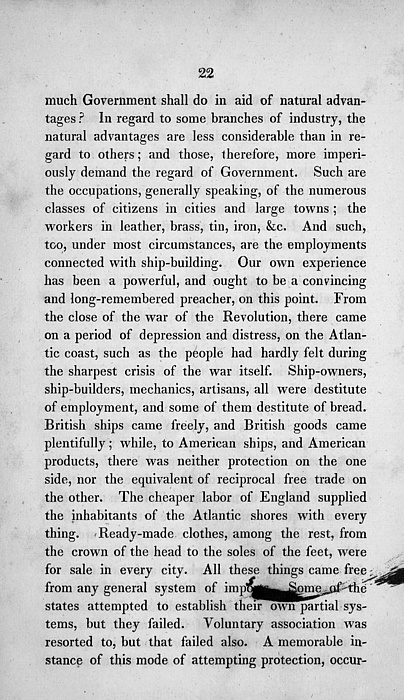 22
much Government shall do in aid of natural advan-
tages? In regard to some branches of industry, the
natural advantages are less considerable than in re-
gard to others; and those, therefore, more imperi-
ously demand the regard of Government. Such are
the occupations, generally speaking, of the numerous
classes of citizens in cities and large towns; the
workers in leather, brass, tin, iron, &c. And such,
too, under most circumstances, are the employments
connected with ship-building. Our own experience
has been a powerful, and ought to be a convincing
and long-remembered preacher, on this point. From
the close of the war of the Revolution, there came
on a period of depression and distress, on the Atlan-
tic coast, such as the people had hardly felt during
the sharpest crisis of the war itself. Ship-owners,
ship-builders, mechanics, artisans, all were destitute
of employment, and some of them destitute of bread.
British ships came freely, and British goods came
plentifully; while, to American ships, and American
products, there was neither protection on the one
side, nor the equivalent of reciprocal free trade on
the other. The cheaper labor of England supplied
the inhabitants of the Atlantic shores with every
thing. Ready-made clothes, among the rest, from
the crown of the head to the soles of the feet, were
for sale in every city. All these things came free
from any general system of Some of the
states attempted to establish their own partial sys-
tems, but they failed. Voluntary association was
resorted to, but that failed also. A memorable in-
stance of this mode of attempting protection, occur-